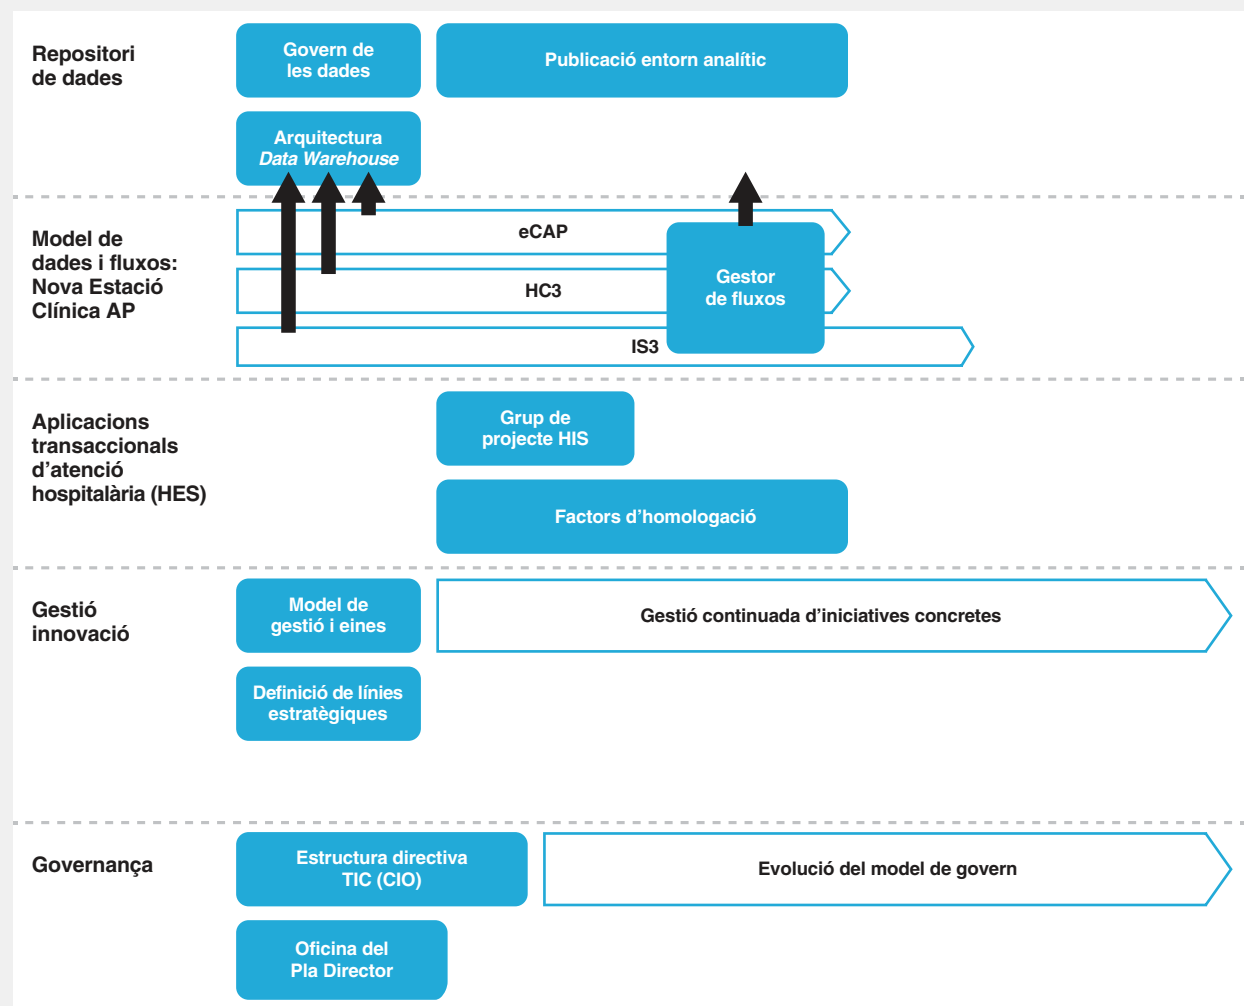 Repositori
de dades
Govern de
les dades
Publicació entorn analític
Arquitectura
Data Warehouse
Model de
dades i fluxos:
Nova Estació
Clínica AP
eCAP
HC3
IS3
Gestor
de fluxos
Aplicacions
transaccionals
d’atenció
hospitalària (HES)
Grup de
projecte HIS
Factors d’homologació
Gestió
innovació
Model de
gestió i eines
Gestió continuada d’iniciatives concretes
Definició de línies
estratègiques
Governança
Estructura directiva
TIC (CIO)
Evolució del model de govern
Oficina del
Pla Director